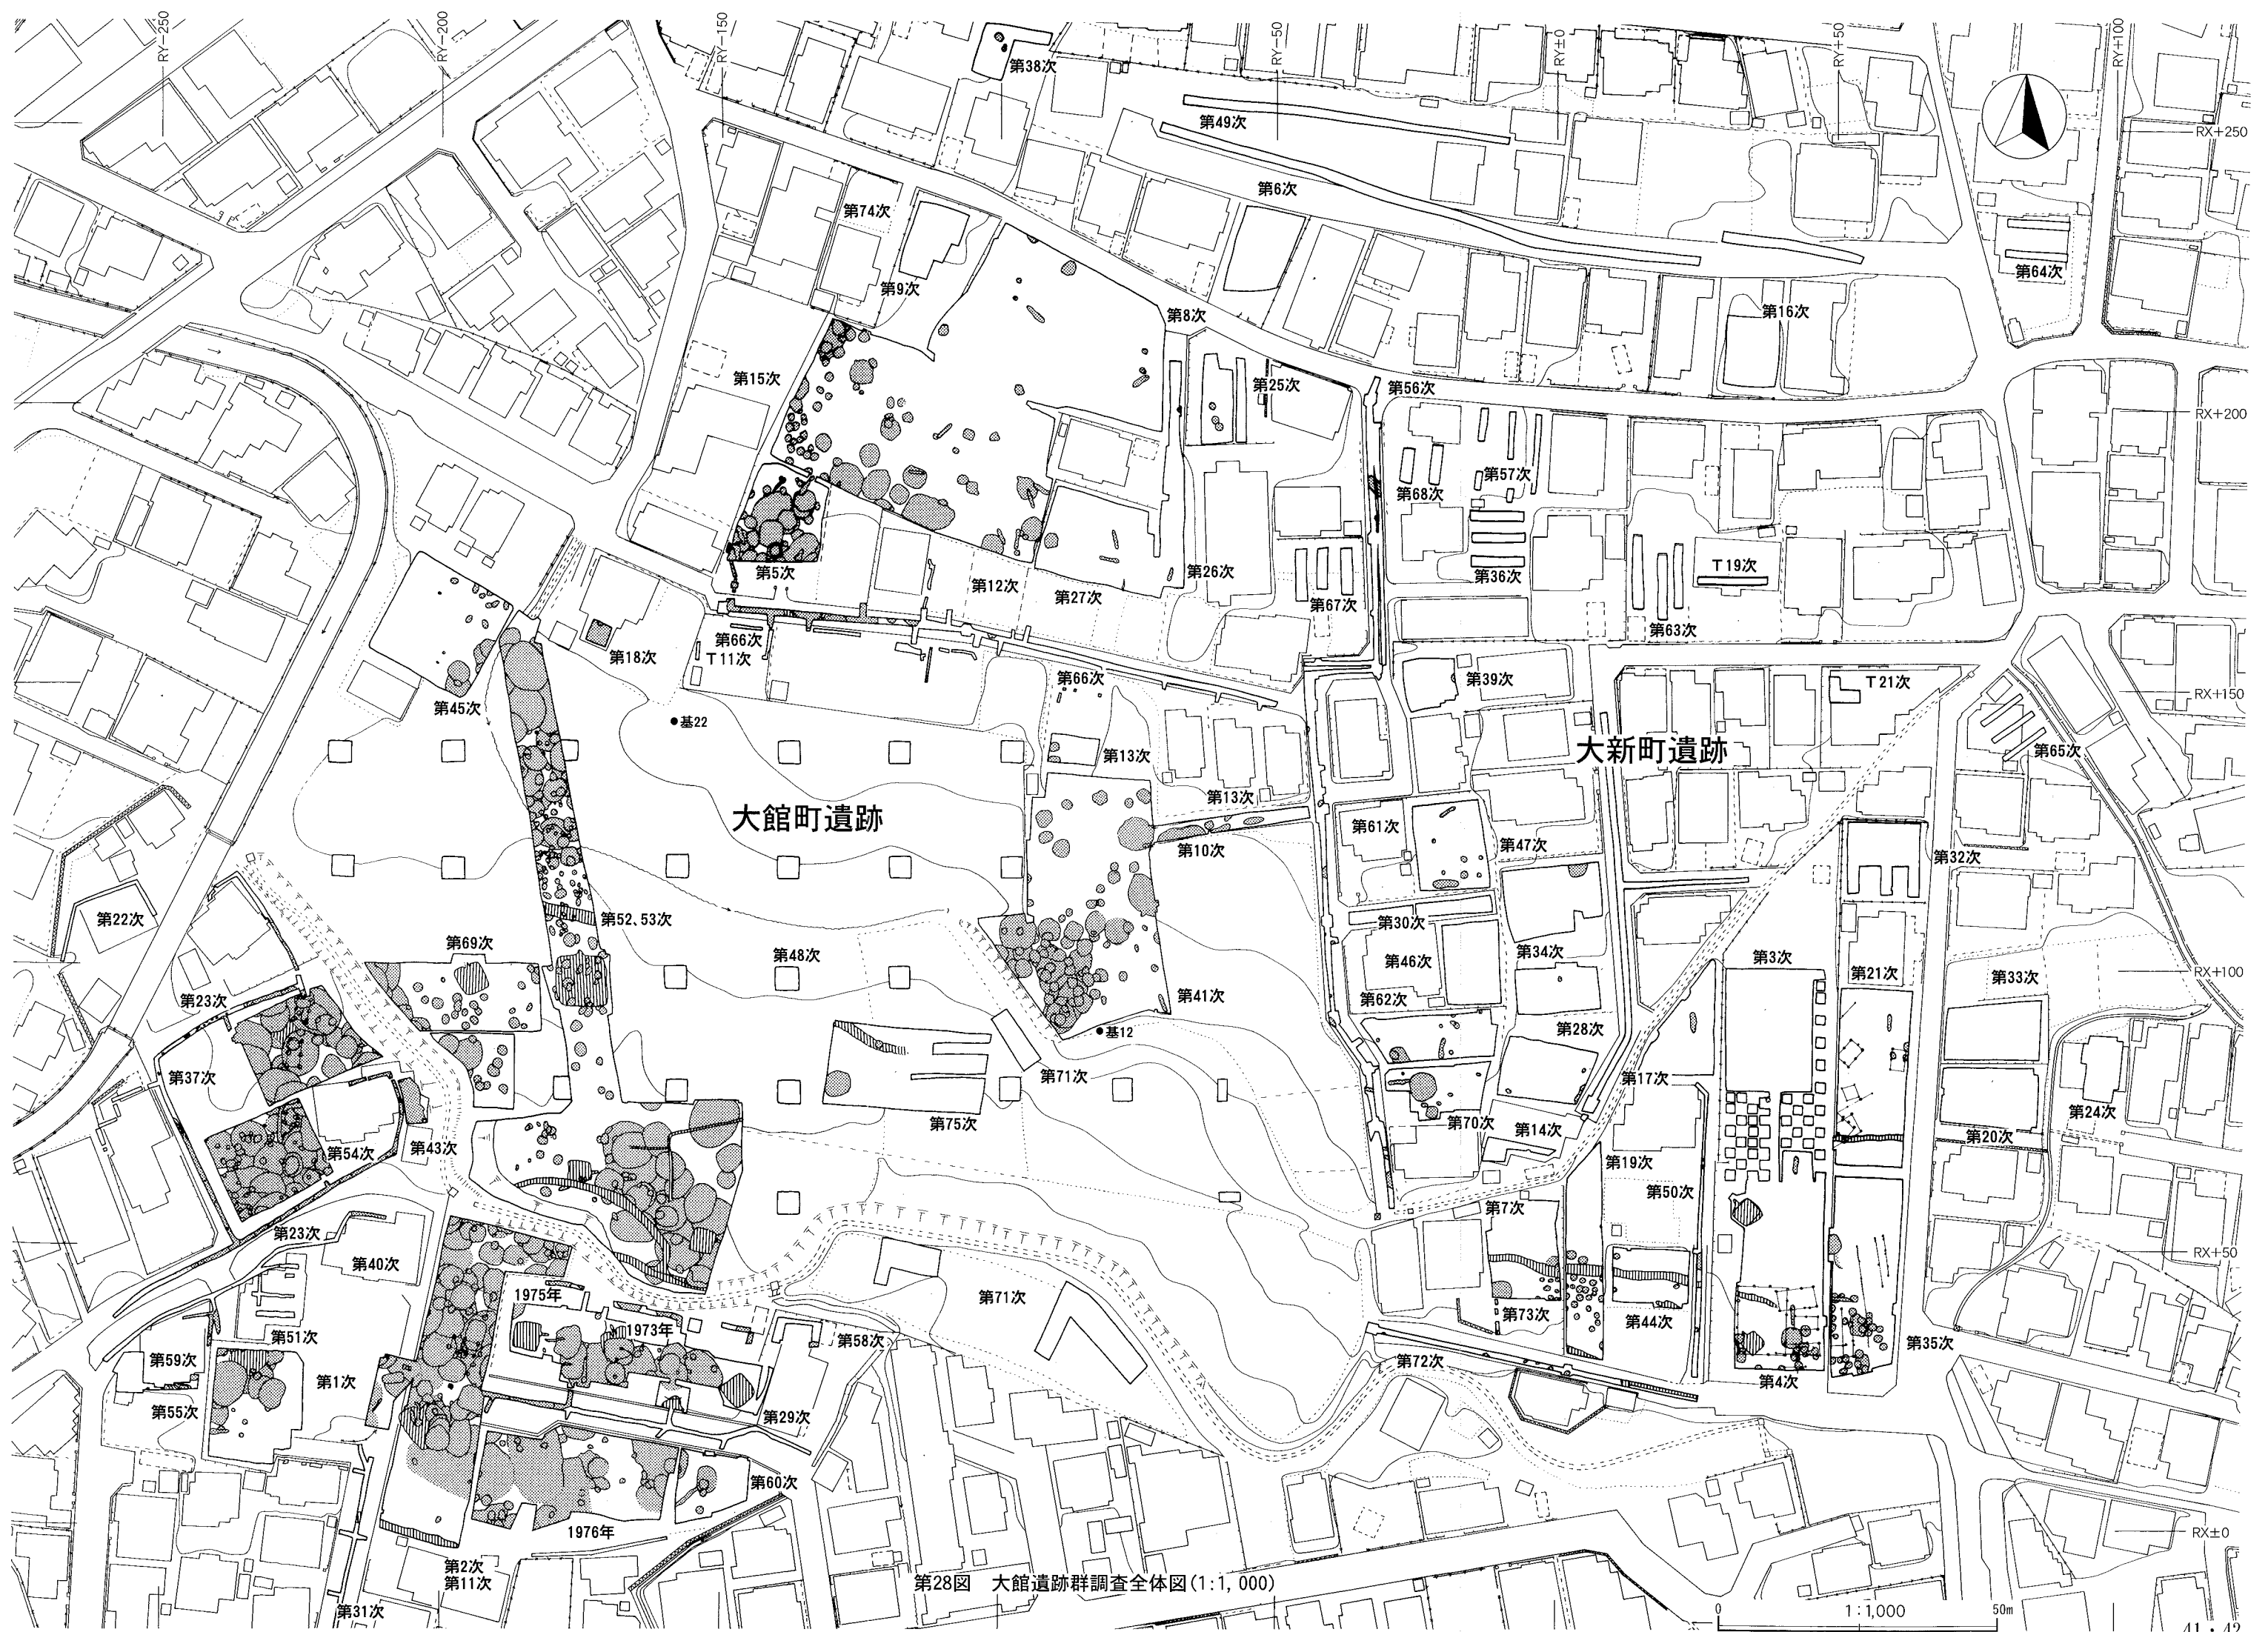 RY-250
RY-200
RY-150
RY-50
RY±0
RY+50
RY+100
第38次
第49次
RX+250
第6次
第74次
第64次
第9次
第8次
第16次
第15次
第25次
第56次
RX+200
第57次
第68次
第5次
第12次
第27次
第26次
第36次
T19次
第67次
第63次
第66次
T11次
第18次
第66次
第39次
T21次
第45次
基22
RX+150
大新町遺跡
第65次
第13次
第13次
大館町遺跡
第61次
第10次
第47次
第32次
第22次
第52、53次
第30次
第69次
第48次
第46次
第34次
第3次
第21次
第33次
RX+100
第23次
第41次
第62次
基12
第28次
第37次
第71次
第17次
第75次
第70次
第14次
第24次
第20次
第54次
第43次
第19次
第50次
第7次
第23次
第40次
RX+50
1975年
第71次
第73次
第44次
第51次
1973年
第58次
第35次
第59次
第72次
第1次
第4次
第55次
第29次
第60次
1976年
RX±0
第2次
第11次
第31次
第28図 大館遺跡群調査全体図(1:1,000)
0 1:1,000 50m
41・42